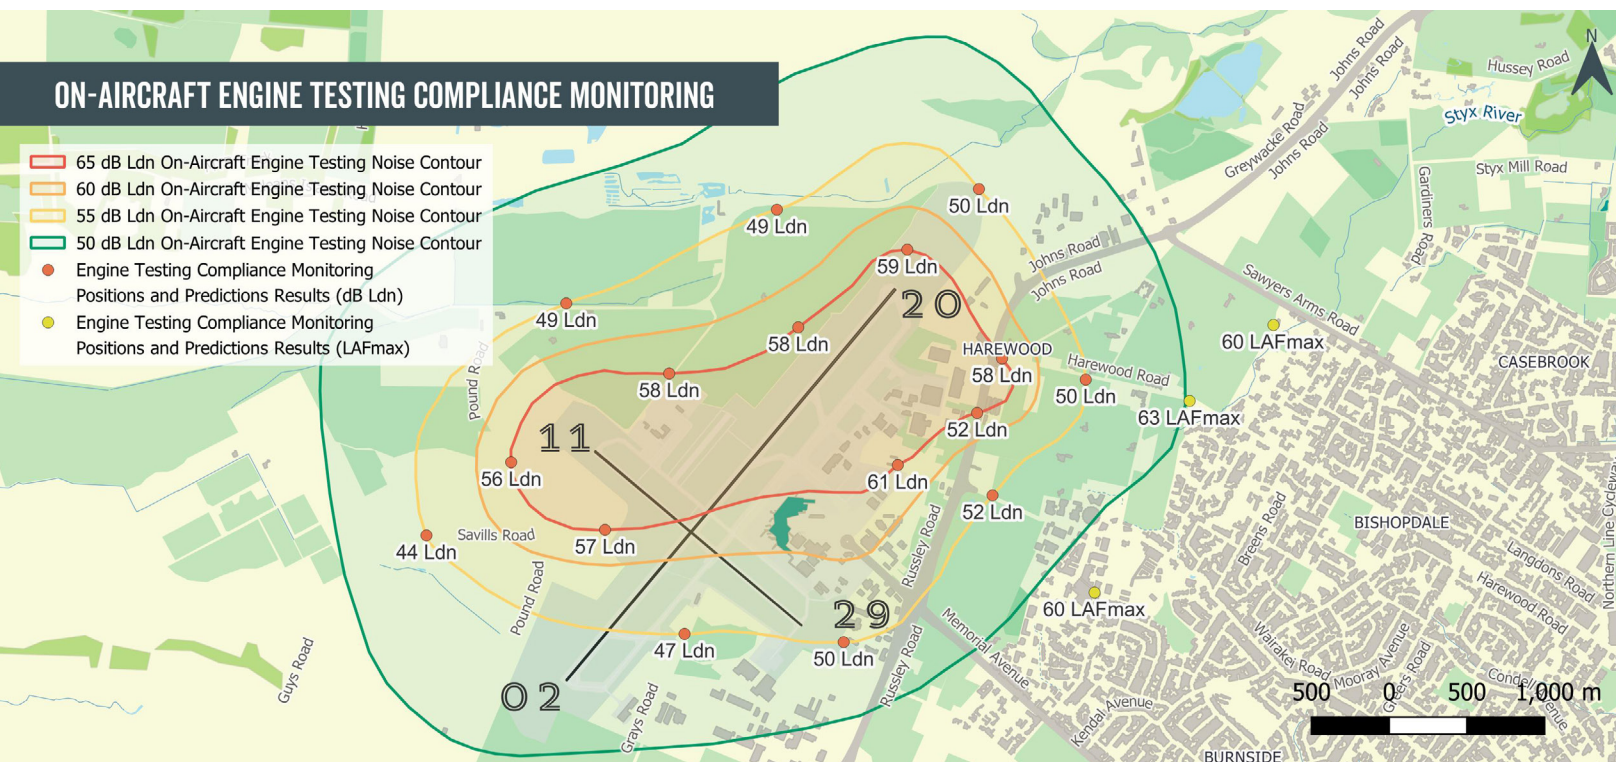 N
Hussey Road
Johns Road
Johns Road
ON-AIRCRAFT ENGINE TESTING COMPLIANCE MONITORING
Styx River
Greywacke Road
Johns Road
65 dB Ldn On-Aircraft Engine Testing Noise Contour
60 dB Ldn On-Aircraft Engine Testing Noise Contour
55 dB Ldn On-Aircraft Engine Testing Noise Contour
50 dB Ldn On-Aircraft Engine Testing Noise Contour
Engine Testing Compliance Monitoring
Positions and Predictions Results (dB Ldn)
Engine Testing Compliance Monitoring
Positions and Predictions Results (LAFmax)
Styx Mill Road
Gardiners Road
50 Ldn
49 Ldn
Johns Road
Johns Road
59 Ldn
20
Sawyers Arms Road
49 Ldn
58 Ldn
60 LAFmax
HAREWOOD
CASEBROOK
Pound Road
58 Ldn
58 Ldn
Harewood Road
50 Ldn
63 LAFmax
11
52 Ldn
56 Ldn
61 Ldn
52 Ldn
BISHOPDALE
Savills Road
44 Ldn
57 Ldn
Russley Road
Breens Road
Langdons Road
Northern Line Cycleway
Harewood Road
Pound Road
29
60 LAFmax
Memorial Avenue
47 Ldn
50 Ldn
Wairakei Road
Mooray Avenue
Guys Road
02
Russley Road
Grays Road
Kendal Avenue
500 0 500 1,000 m
BURNSIDE